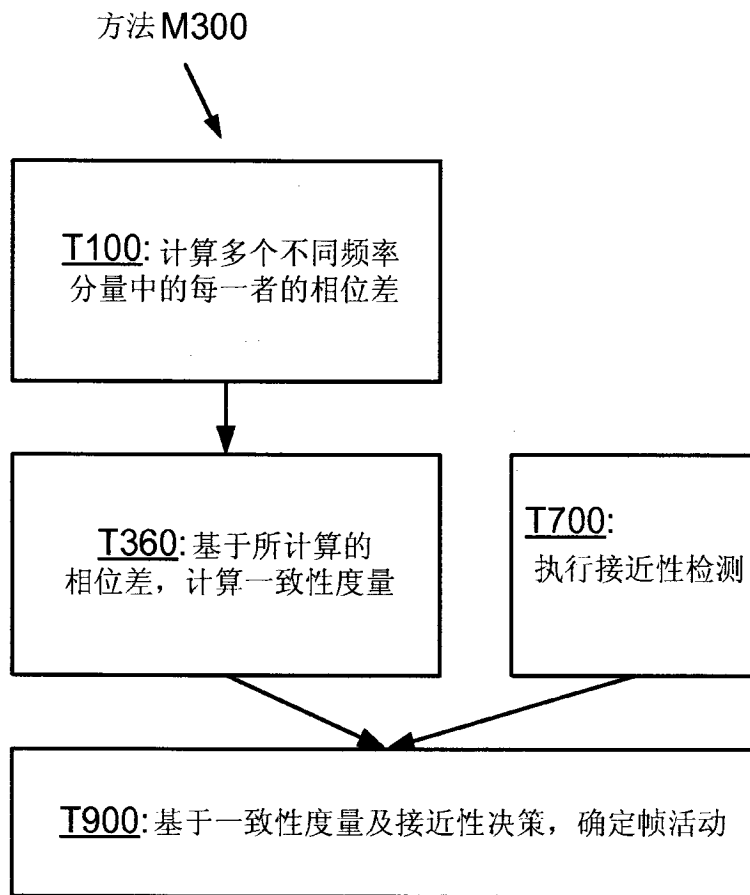 方法M300
T100: 计算多个不同频率
分量中的每一者的相位差
T360: 基于所计算的
相位差，计算一致性度量
T700:
执行接近性检测
T900: 基于一致性度量及接近性决策，确定帧活动